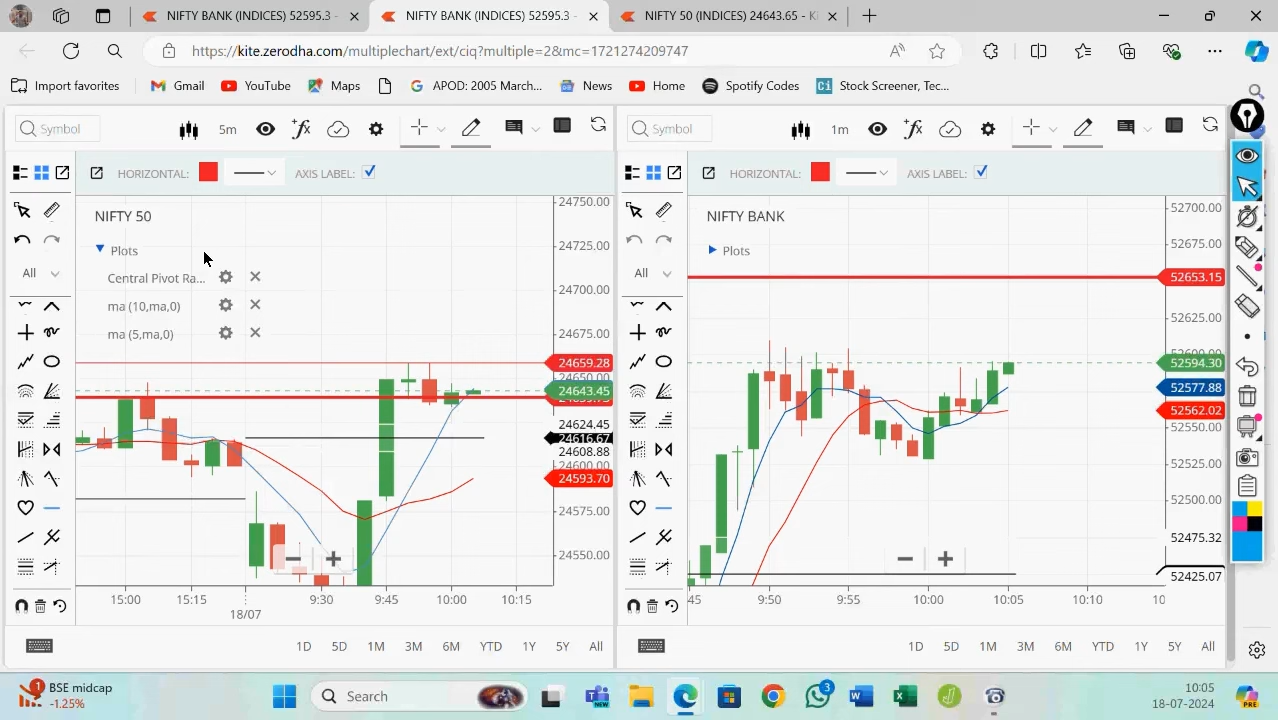 NIFTY BANK (INDICES) 52595.3 -
NIFTY BANK (INDICES) 52595.3 -
NIFTY 50 (INDICES) 24643.65 - Ki
https://kite.zerodha.com/multiplechart/ext/ciq?multiple=2&mc=1721274209747
Import favorites
Gmail
YouTube
Maps
APOD: 2005 March...
News
Home
Spotify Codes
Stock Screener, Tec...
Symbol
5m
HORIZONTAL:
AXIS LABEL:
All
NIFTY 50
Plots
Central Pivot Ra...
ma (10,ma,0)
ma (5,ma,0)
24750.00
24725.00
24700.00
24675.00
24659.28
24643.45
24624.45
24616.67
24608.88
24600.00
24593.70
24575.00
24550.00
15:00
15:15
18/07
9:30
9:45
10:00
10:15
1D
5D
1M
3M
6M
YTD
1Y
5Y
All
Symbol
1m
HORIZONTAL:
AXIS LABEL:
All
NIFTY BANK
Plots
52700.00
52675.00
52653.15
52625.00
52594.30
52577.88
52562.02
52550.00
52525.00
52500.00
52475.32
52425.07
45
9:50
9:55
10:00
10:05
10:10
10
1D
5D
1M
3M
6M
YTD
1Y
5Y
All
BSE midcap
-1.25%
Search
10:05
18-07-2024